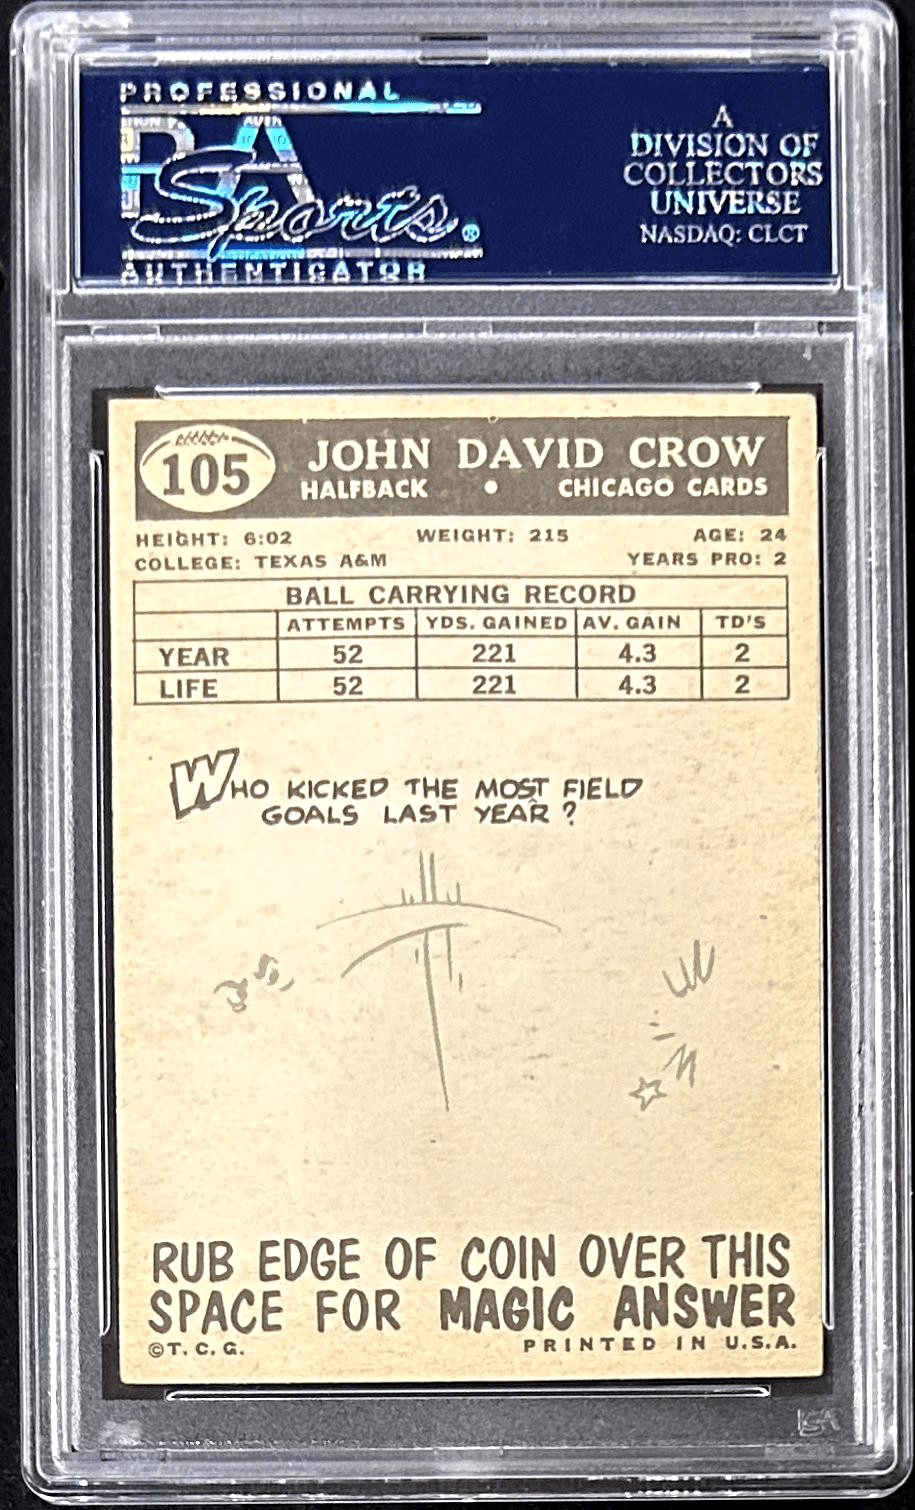 PROFESSIONAL
PSA
Sports®
AUTHENTICATOR
A
DIVISION OF
COLLECTORS
UNIVERSE
NASDAQ: CLCT
105
JOHN DAVID CROW
HALFBACK • CHICAGO CARDS
HEIGHT: 6:02 WEIGHT: 215 AGE: 24
COLLEGE: TEXAS A&M YEARS PRO: 2
BALL CARRYING RECORD
ATTEMPTS YDS. GAINED AV. GAIN TD'S
YEAR 52 221 4.3 2
LIFE 52 221 4.3 2
WHO KICKED THE MOST FIELD
GOALS LAST YEAR?
RUB EDGE OF COIN OVER THIS
SPACE FOR MAGIC ANSWER
©T. C. G. PRINTED IN U.S.A.
PSA